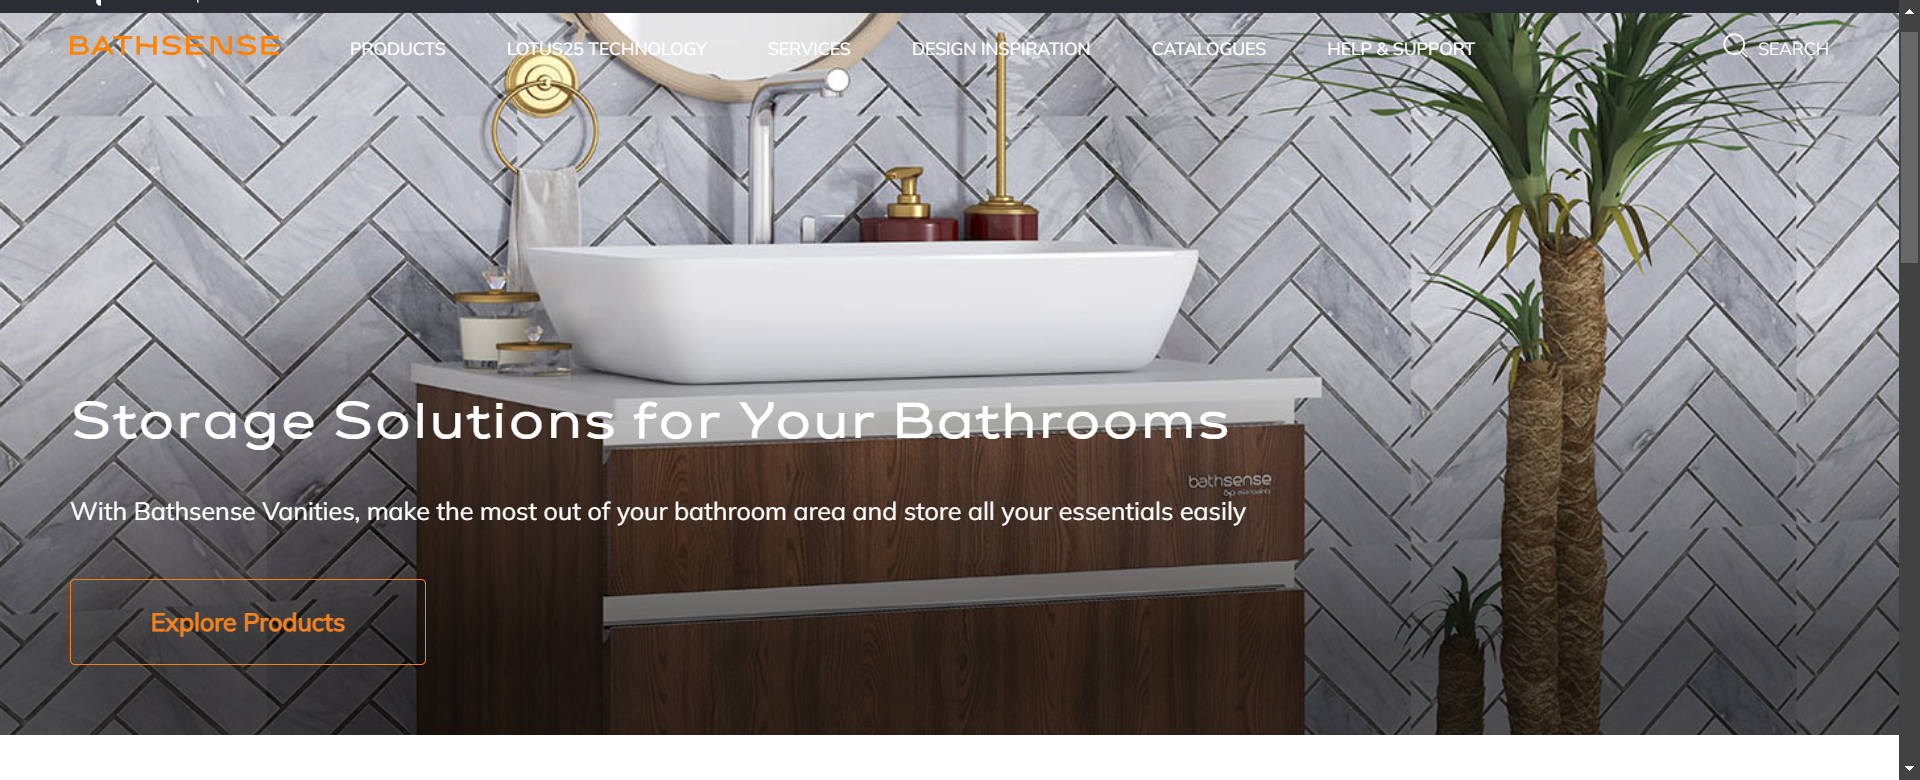 BATHSENSE
PRODUCTS
LOTUS25 TECHNOLOGY
SERVICES
DESIGN INSPIRATION
CATALOGUES
HELP & SUPPORT
SEARCH
Storage Solutions for Your Bathrooms
bathsense
With Bathsense Vanities, make the most out of your bathroom area and store all your essentials easily
Explore Products